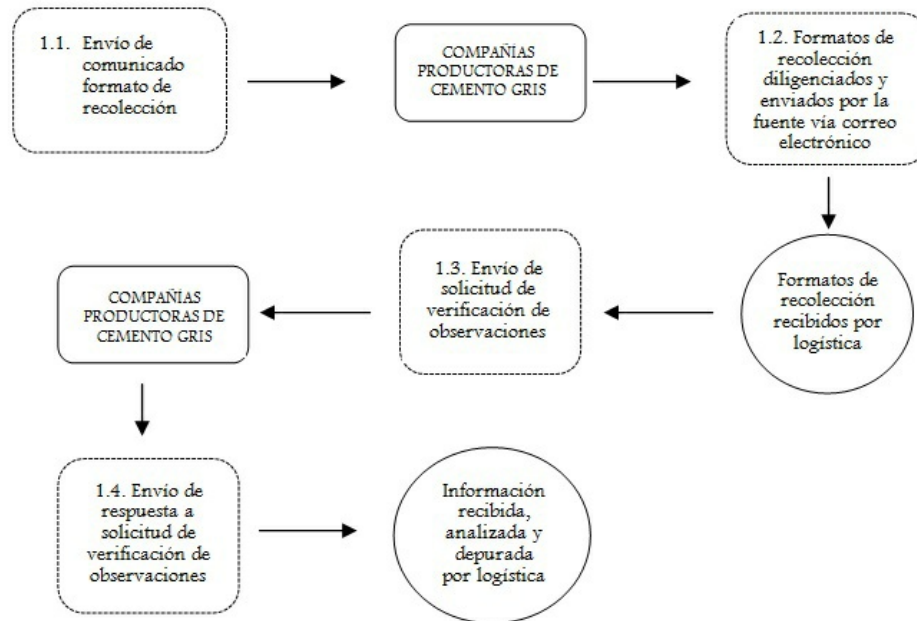 1.1. Envío de
comunicado
formato de
recolección
COMPAÑÍAS
PRODUCTORAS DE
CEMENTO GRIS
1.2. Formatos de
recolección
diligenciados y
enviados por la
fuente vía correo
electrónico
Formatos de
recolección
recibidos por
logística
1.3. Envío de
solicitud de
verificación de
observaciones
COMPAÑÍAS
PRODUCTORAS DE
CEMENTO GRIS
1.4. Envío de
respuesta a
solicitud de
verificación de
observaciones
Información
recibida,
analizada y
depurada
por logística